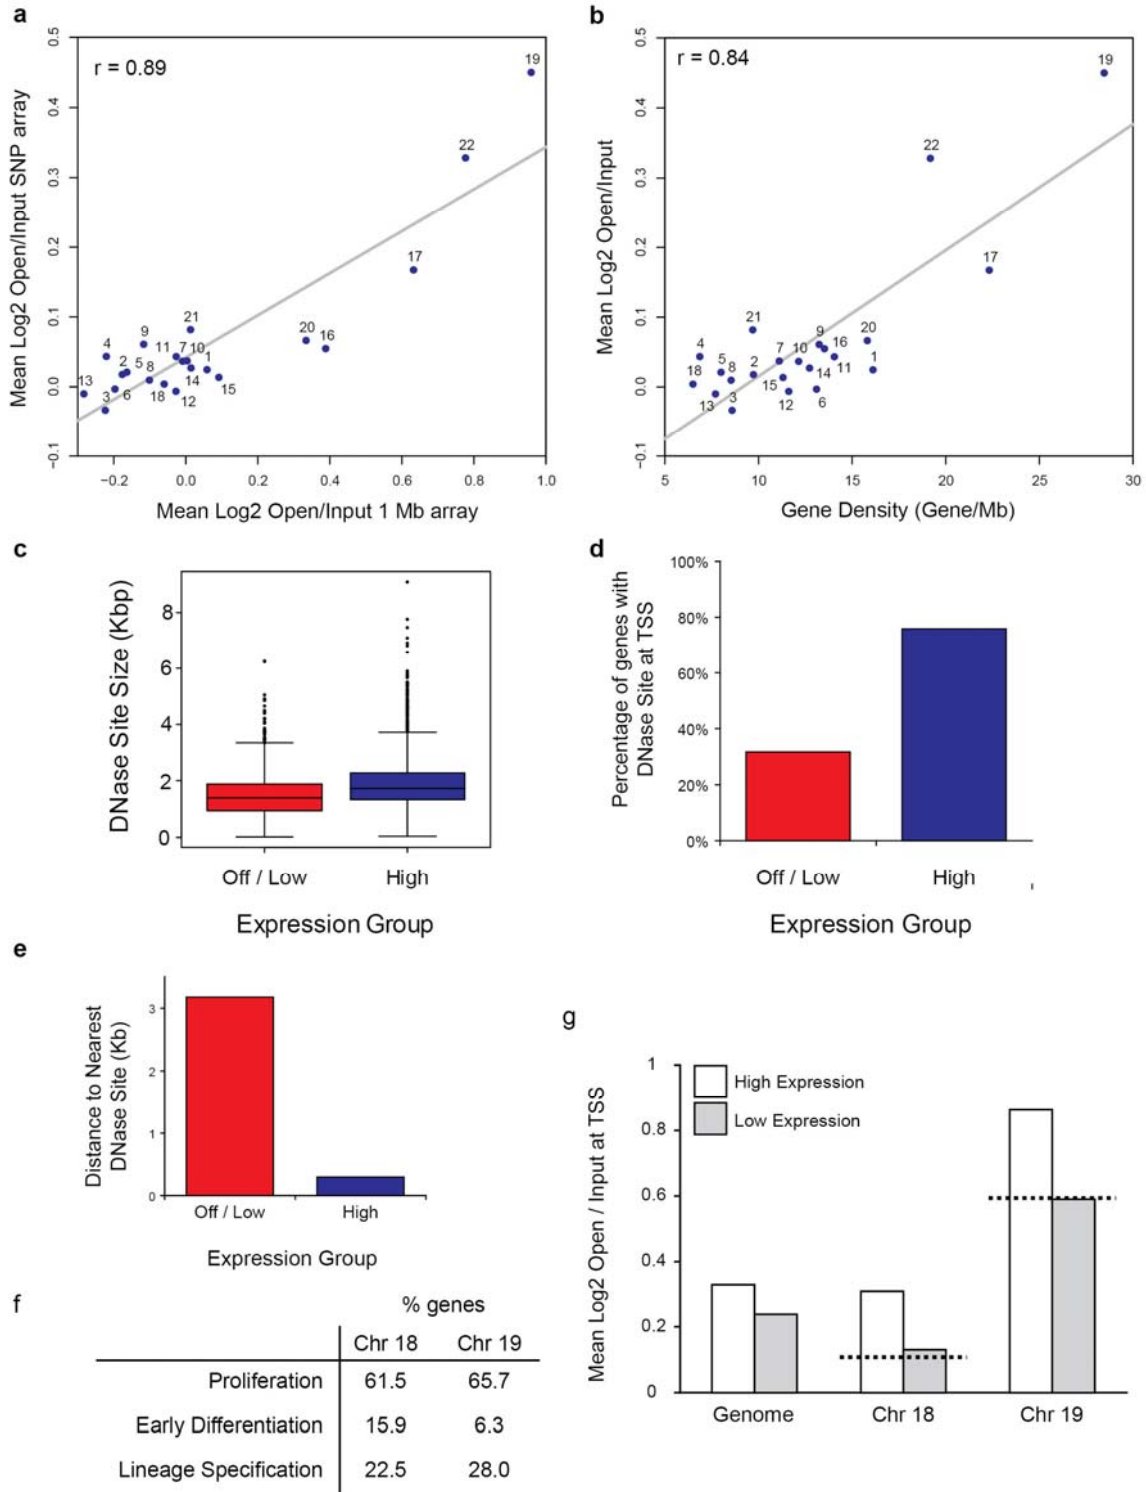 a
r = 0.89
0.5
0.4
0.3
0.2
0.1
0.0
−0.1
Mean Log2 Open/Input SNP array
19
22
17
20
16
21
9
4
11
7
10
2
5
8
1
13
14
15
3
6
18
12
−0.2
0.0
0.2
0.4
0.6
0.8
1.0
Mean Log2 Open/Input 1 Mb array
b
r = 0.84
0.5
0.4
0.3
0.2
0.1
0.0
−0.1
Mean Log2 Open/Input
19
22
17
21
9
20
4
7
10
16
18
5
8
2
15
14
11
1
13
3
12
6
5
10
15
20
25
30
Gene Density (Gene/Mb)
c
DNase Site Size (Kbp)
8
6
4
2
0
Off / Low
High
Expression Group
d
Percentage of genes with
DNase Site at TSS
100%
80%
60%
40%
20%
0%
Off / Low
High
Expression Group
e
Distance to Nearest
DNase Site (Kb)
3
2
1
0
Off / Low
High
Expression Group
f
% genes
Chr 18 Chr 19
Proliferation 61.5 65.7
Early Differentiation 15.9 6.3
Lineage Specification 22.5 28.0
g
Mean Log2 Open / Input at TSS
1
0.8
0.6
0.4
0.2
0
High Expression
Low Expression
Genome
Chr 18
Chr 19